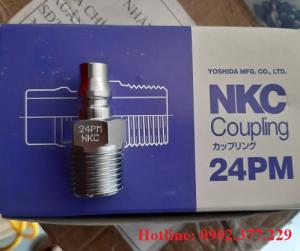 YOSHIDA MFG. CO., LTD.
NKC
Coupling
カップリング
24PM
24PM
NKC
Hotline: 0902.377.229